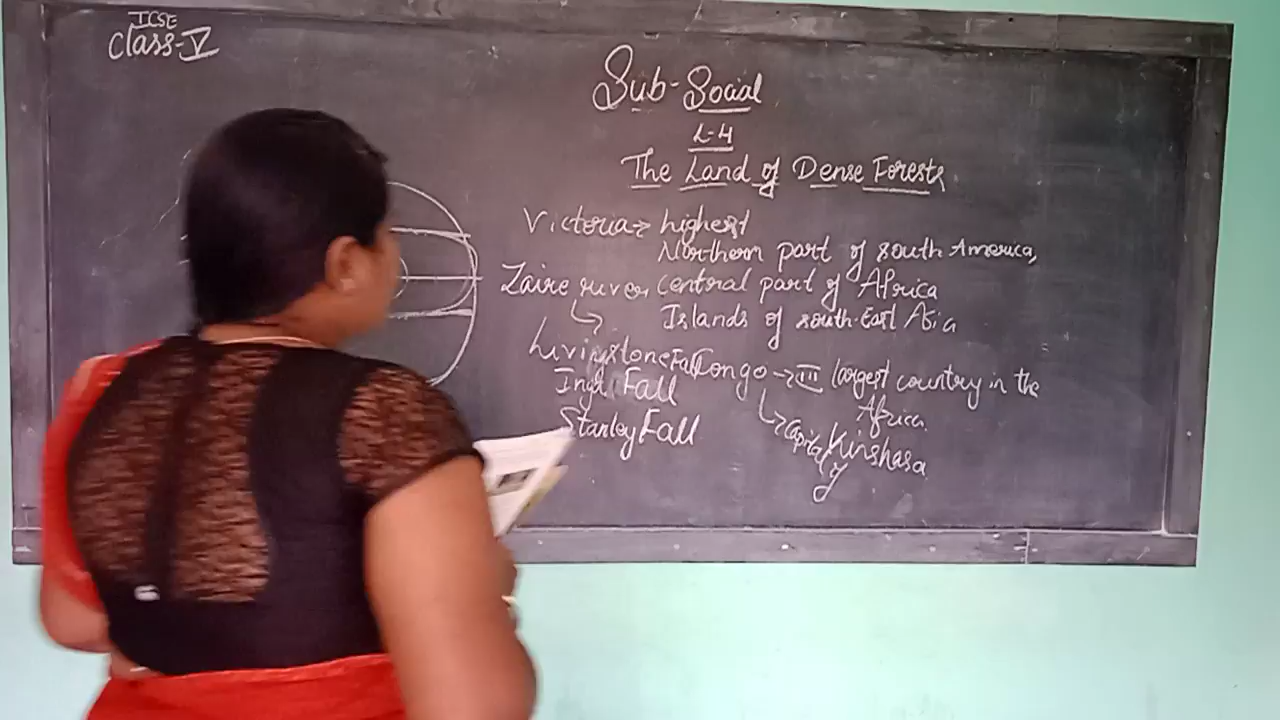 ICSE
Class-V
Sub-Social
L-4
The Land of Dense Forests
Victoria → highest
Northern part of south America,
Zaire river, central part of Africa
Islands of south-East Asia
Livingstone Fall
Congo → III largest country in the
Africa
Fall
Stanley Fall
Capital of
Kinshasa